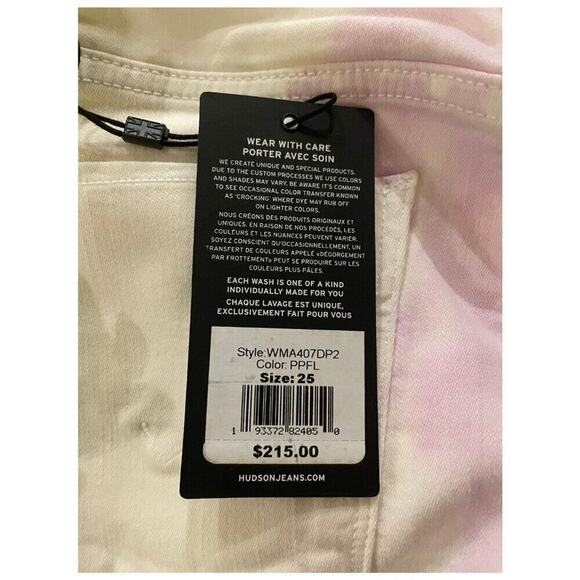 WEAR WITH CARE
PORTER AVEC SOIN
WE CREATE UNIQUE AND SPECIAL PRODUCTS.
DUE TO THE CUSTOM PROCESSES WE USE COLORS
AND SHADES MAY VARY. BE AWARE IT'S COMMON
TO SEE OCCASIONAL COLOR TRANSFER KNOWN
AS 'CROCKING' WHERE DYE MAY RUB OFF
ON LIGHTER COLORS.
NOUS CRÉONS DES PRODUITS ORIGINAUX ET
UNIQUES. EN RAISON DE NOS PROCÉDÉS, LES
COULEURS ET LES NUANCES PEUVENT VARIER.
SOYEZ CONSCIENT QU'OCCASIONNELLEMENT, UN
TRANSFERT DE COULEURS APPELÉ «DÉGORGEMENT
PAR FROTTEMENT» PEUT SE PRODUIRE SUR LES
COULEURS PLUS PÂLES.
EACH WASH IS ONE OF A KIND
INDIVIDUALLY MADE FOR YOU
CHAQUE LAVAGE EST UNIQUE,
EXCLUSIVEMENT FAIT POUR VOUS
Style:WMA407DP2
Color: PPFL
Size: 25
1 93372 82405 0
$215.00
HUDSONJEANS.COM